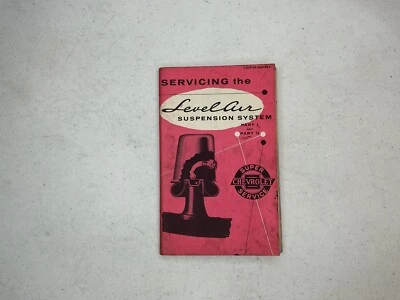 SERVICING the
Level Air
SUSPENSION SYSTEM
PART I
PART II
SUPER
CHEVROLET
SERVICE